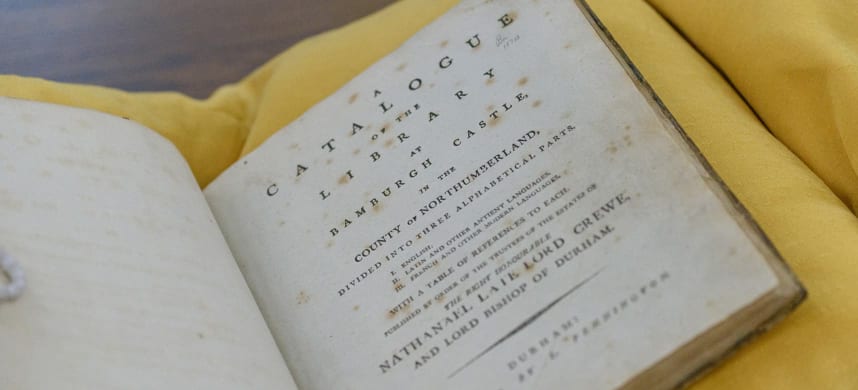 A
CATALOGUE
OF THE
LIBRARY
AT
BAMBURGH CASTLE,
IN THE
COUNTY OF NORTHUMBERLAND,
DIVIDED INTO THREE ALPHABETICAL PARTS.
I. ENGLISH.
II. LATIN AND OTHER ANTIENT LANGUAGES.
III. FRENCH AND OTHER MODERN LANGUAGES.
WITH A TABLE OF REFERENCES TO EACH.
PUBLISHED BY ORDER OF THE TRUSTEES OF THE ESTATES OF
THE RIGHT HONOURABLE
NATHANAEL LATE LORD CREWE,
AND LORD BISHOP OF DURHAM.
DURHAM:
BY L. PENNINGTON